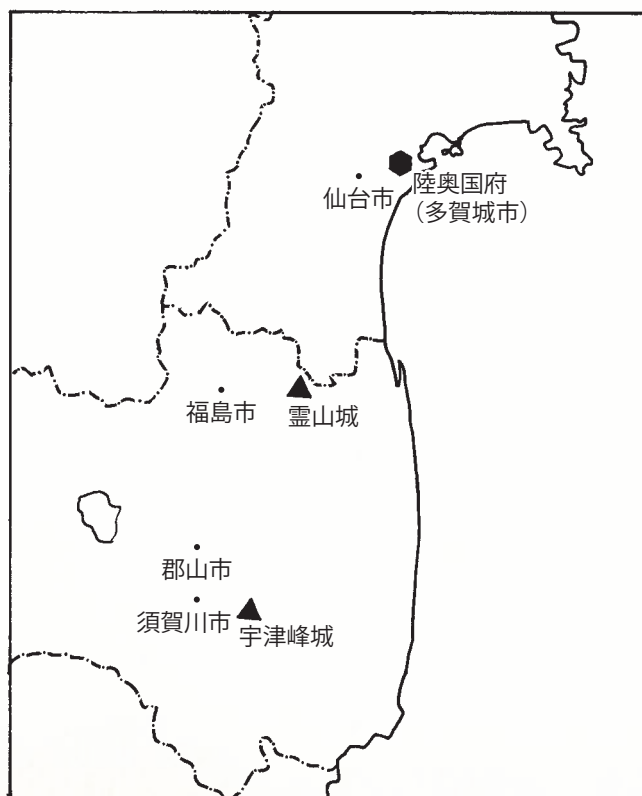 仙台市
陸奥国府
（多賀城市）
福島市
霊山城
郡山市
須賀川市
宇津峰城